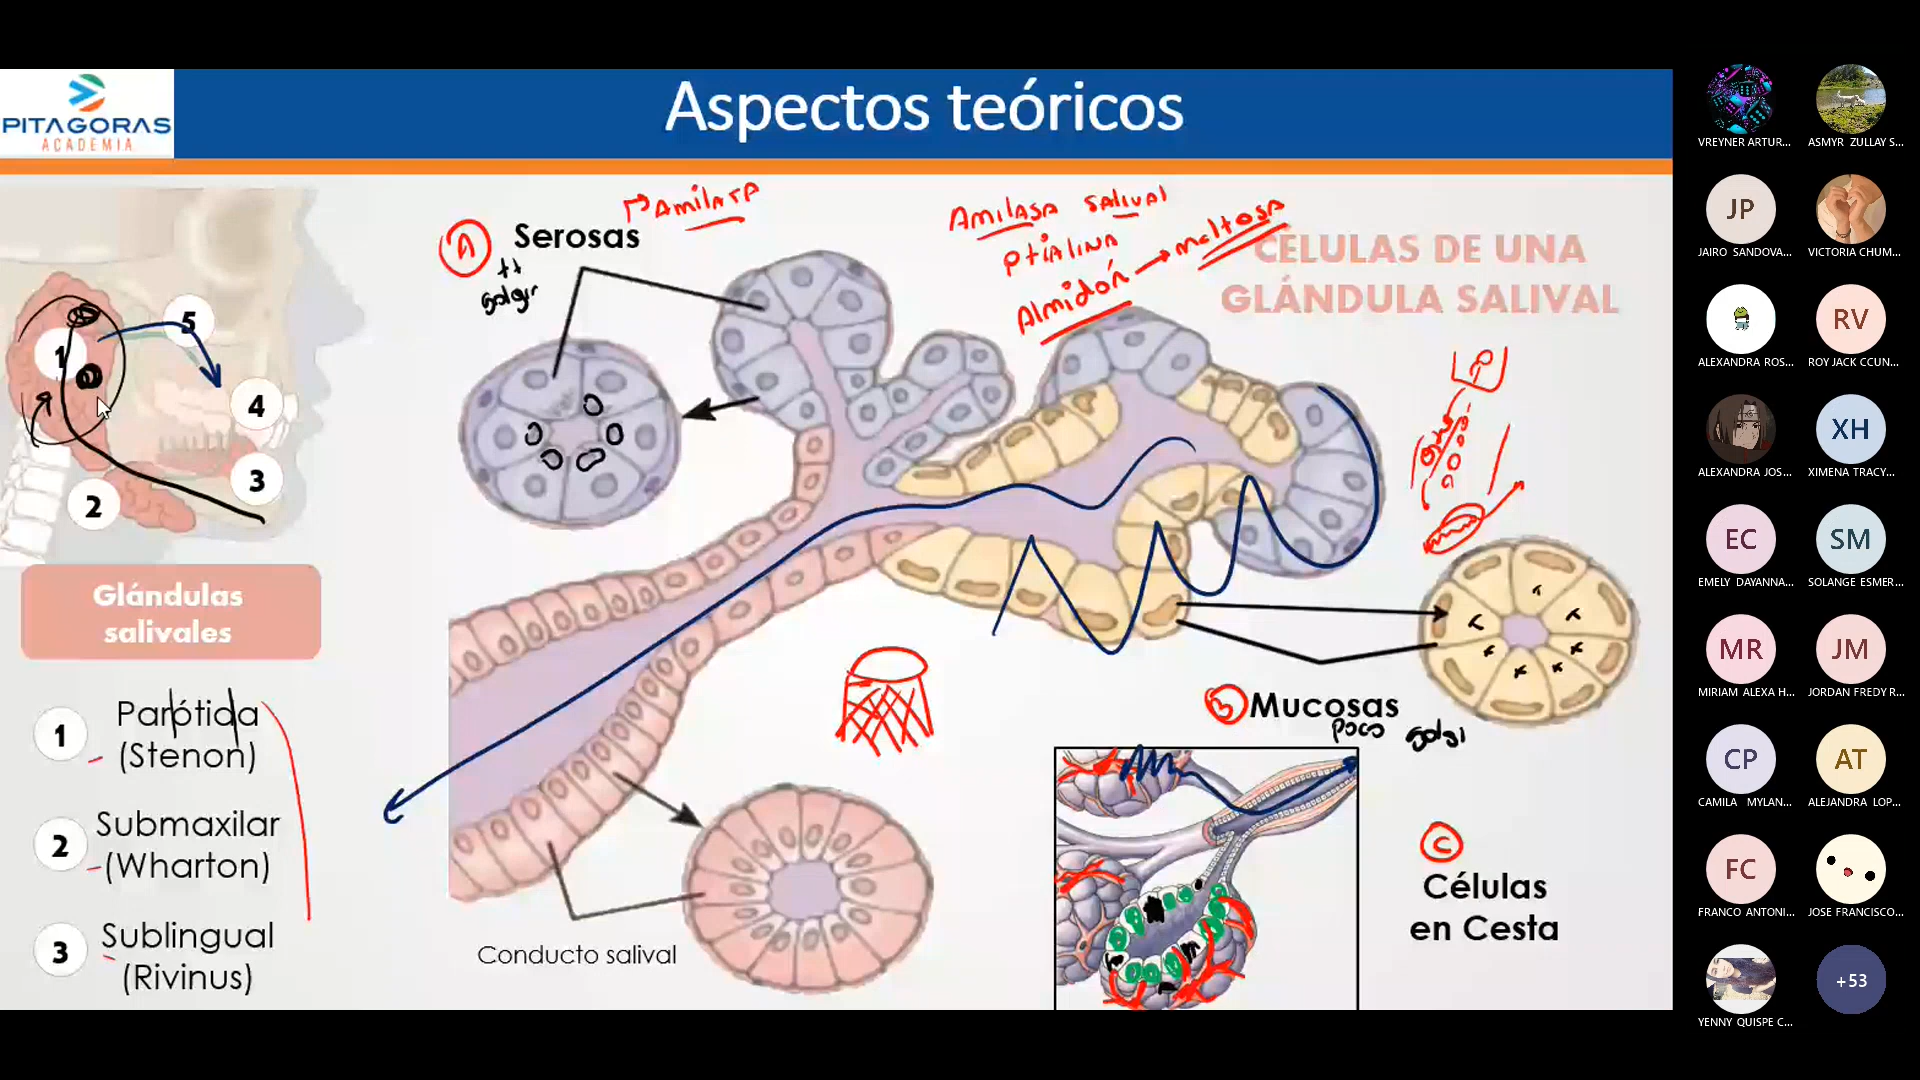 PITAGORAS
ACADEMIA
Aspectos teóricos
A
Serosas
Amilasa
++
golgi
Amilasa salival
ptialina
Almidón → maltosa
CÉLULAS DE UNA
GLÁNDULA SALIVAL
1
5
4
3
2
Glándulas
salivales
1
Parótida
(Stenon)
2
Submaxilar
(Wharton)
3
Sublingual
(Rivinus)
Conducto salival
b
Mucosas
poco golgi
C
Células
en Cesta
VREYNER ARTUR...
ASMYR ZULLAY S...
JP
JAIRO SANDOVA...
VICTORIA CHUM...
ALEXANDRA ROS...
RV
ROY JACK CCUN...
ALEXANDRA JOS...
XH
XIMENA TRACY...
EC
EMELY DAYANNA...
SM
SOLANGE ESMER...
MR
MIRIAM ALEXA H...
JM
JORDAN FREDY R...
CP
CAMILA MYLAN...
AT
ALEJANDRA LOP...
FC
FRANCO ANTONI...
JOSE FRANCISCO...
YENNY QUISPE C...
+53